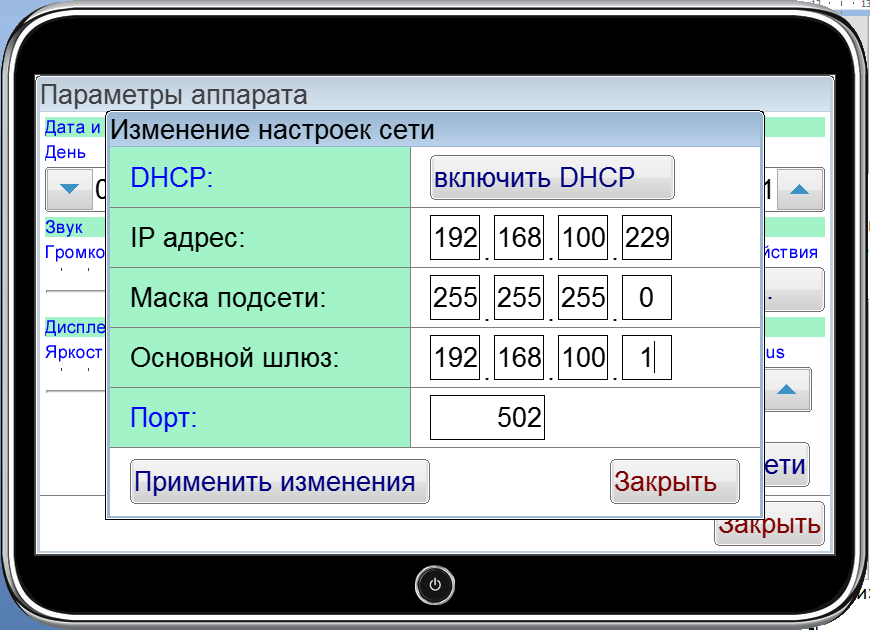 Параметры аппарата
Дата и
День
Изменение настроек сети
DHCP: включить DHCP
IP адрес: 192 . 168 . 100 . 229
Маска подсети: 255 . 255 . 255 . 0
Основной шлюз: 192 . 168 . 100 . 1
Порт: 502
Применить изменения Закрыть
Звук
Громко
йствия
Диспле
Яркост
us
ети
Закрыть